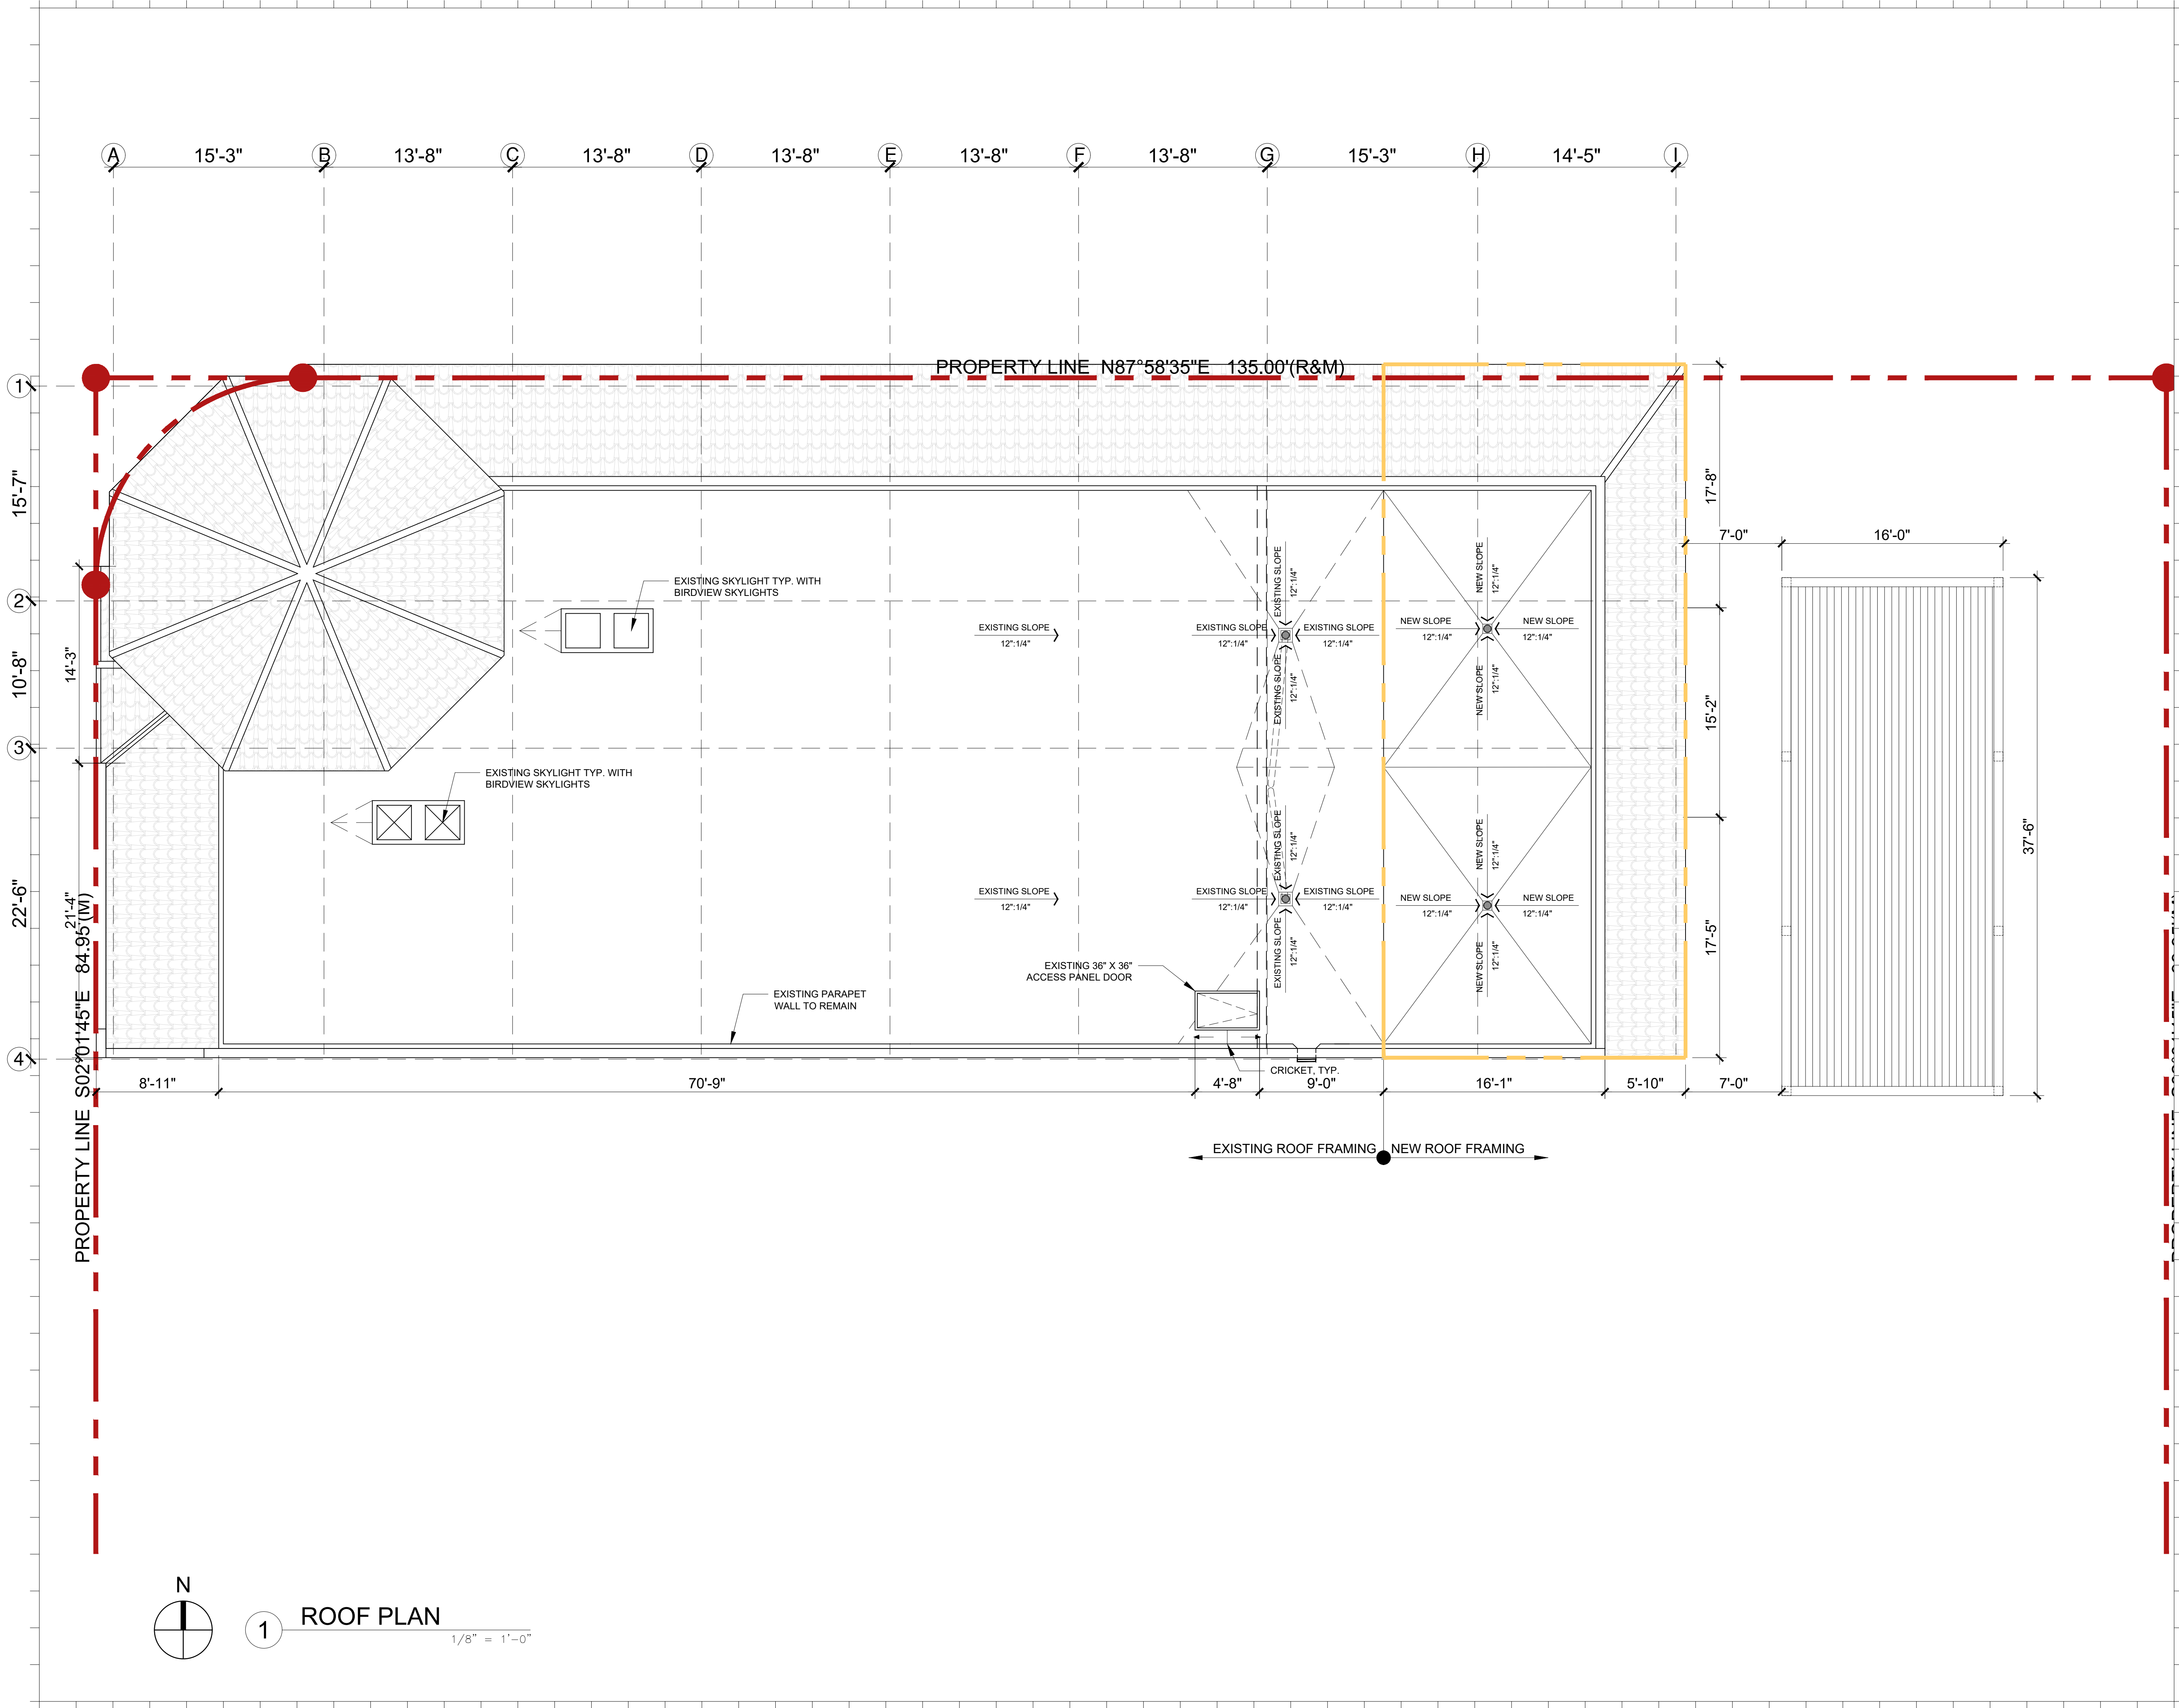 A 15'-3" B 13'-8" C 13'-8" D 13'-8" E 13'-8" F 13'-8" G 15'-3" H 14'-5" I
PROPERTY LINE N87°58'35"E 135.00'(R&M)
1
15'-7"
2
10'-8"
3
22'-6"
4
14'-3"
21'-4"
PROPERTY LINE S02°01'45"E 84.95'(M)
EXISTING SKYLIGHT TYP. WITH
BIRDVIEW SKYLIGHTS
EXISTING SKYLIGHT TYP. WITH
BIRDVIEW SKYLIGHTS
EXISTING SLOPE
12":1/4"
EXISTING SLOPE
12":1/4"
EXISTING SLOPE
12":1/4"
EXISTING SLOPE
12":1/4"
EXISTING SLOPE
12":1/4"
NEW SLOPE
12":1/4"
NEW SLOPE
12":1/4"
NEW SLOPE
12":1/4"
NEW SLOPE
12":1/4"
EXISTING SLOPE
12":1/4"
EXISTING SLOPE
12":1/4"
EXISTING SLOPE
12":1/4"
EXISTING SLOPE
12":1/4"
EXISTING SLOPE
12":1/4"
NEW SLOPE
12":1/4"
NEW SLOPE
12":1/4"
NEW SLOPE
12":1/4"
NEW SLOPE
12":1/4"
EXISTING 36" X 36"
ACCESS PANEL DOOR
EXISTING PARAPET
WALL TO REMAIN
CRICKET, TYP.
17'-8"
15'-2"
17'-5"
7'-0" 16'-0"
37'-6"
8'-11" 70'-9" 4'-8" 9'-0" 16'-1" 5'-10" 7'-0"
EXISTING ROOF FRAMING NEW ROOF FRAMING
N
1 ROOF PLAN
1/8" = 1'-0"